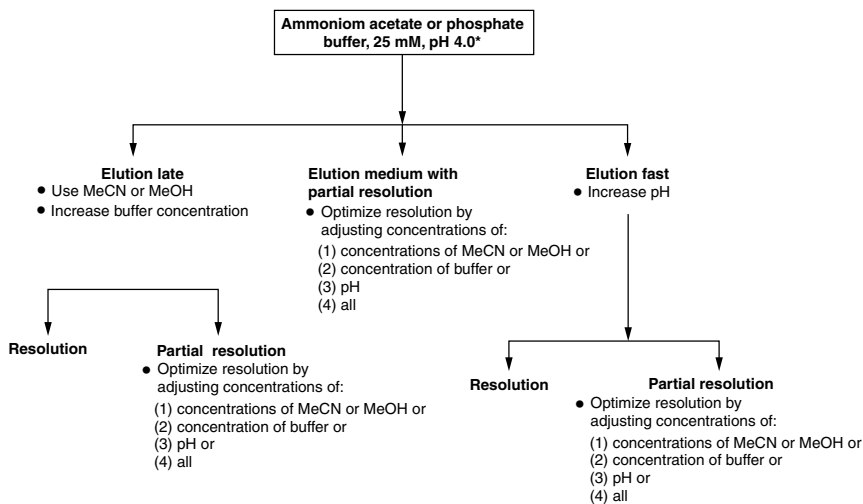 Ammoniom acetate or phosphate
buffer, 25 mM, pH 4.0*
Elution late
● Use MeCN or MeOH
● Increase buffer concentration
Elution medium with
partial resolution
● Optimize resolution by
adjusting concentrations of:
(1) concentrations of MeCN or MeOH or
(2) concentration of buffer or
(3) pH
(4) all
Elution fast
● Increase pH
Resolution
Partial resolution
● Optimize resolution by
adjusting concentrations of:
(1) concentrations of MeCN or MeOH or
(2) concentration of buffer or
(3) pH or
(4) all
Resolution
Partial resolution
● Optimize resolution by
adjusting concentrations of:
(1) concentrations of MeCN or MeOH or
(2) concentration of buffer or
(3) pH or
(4) all